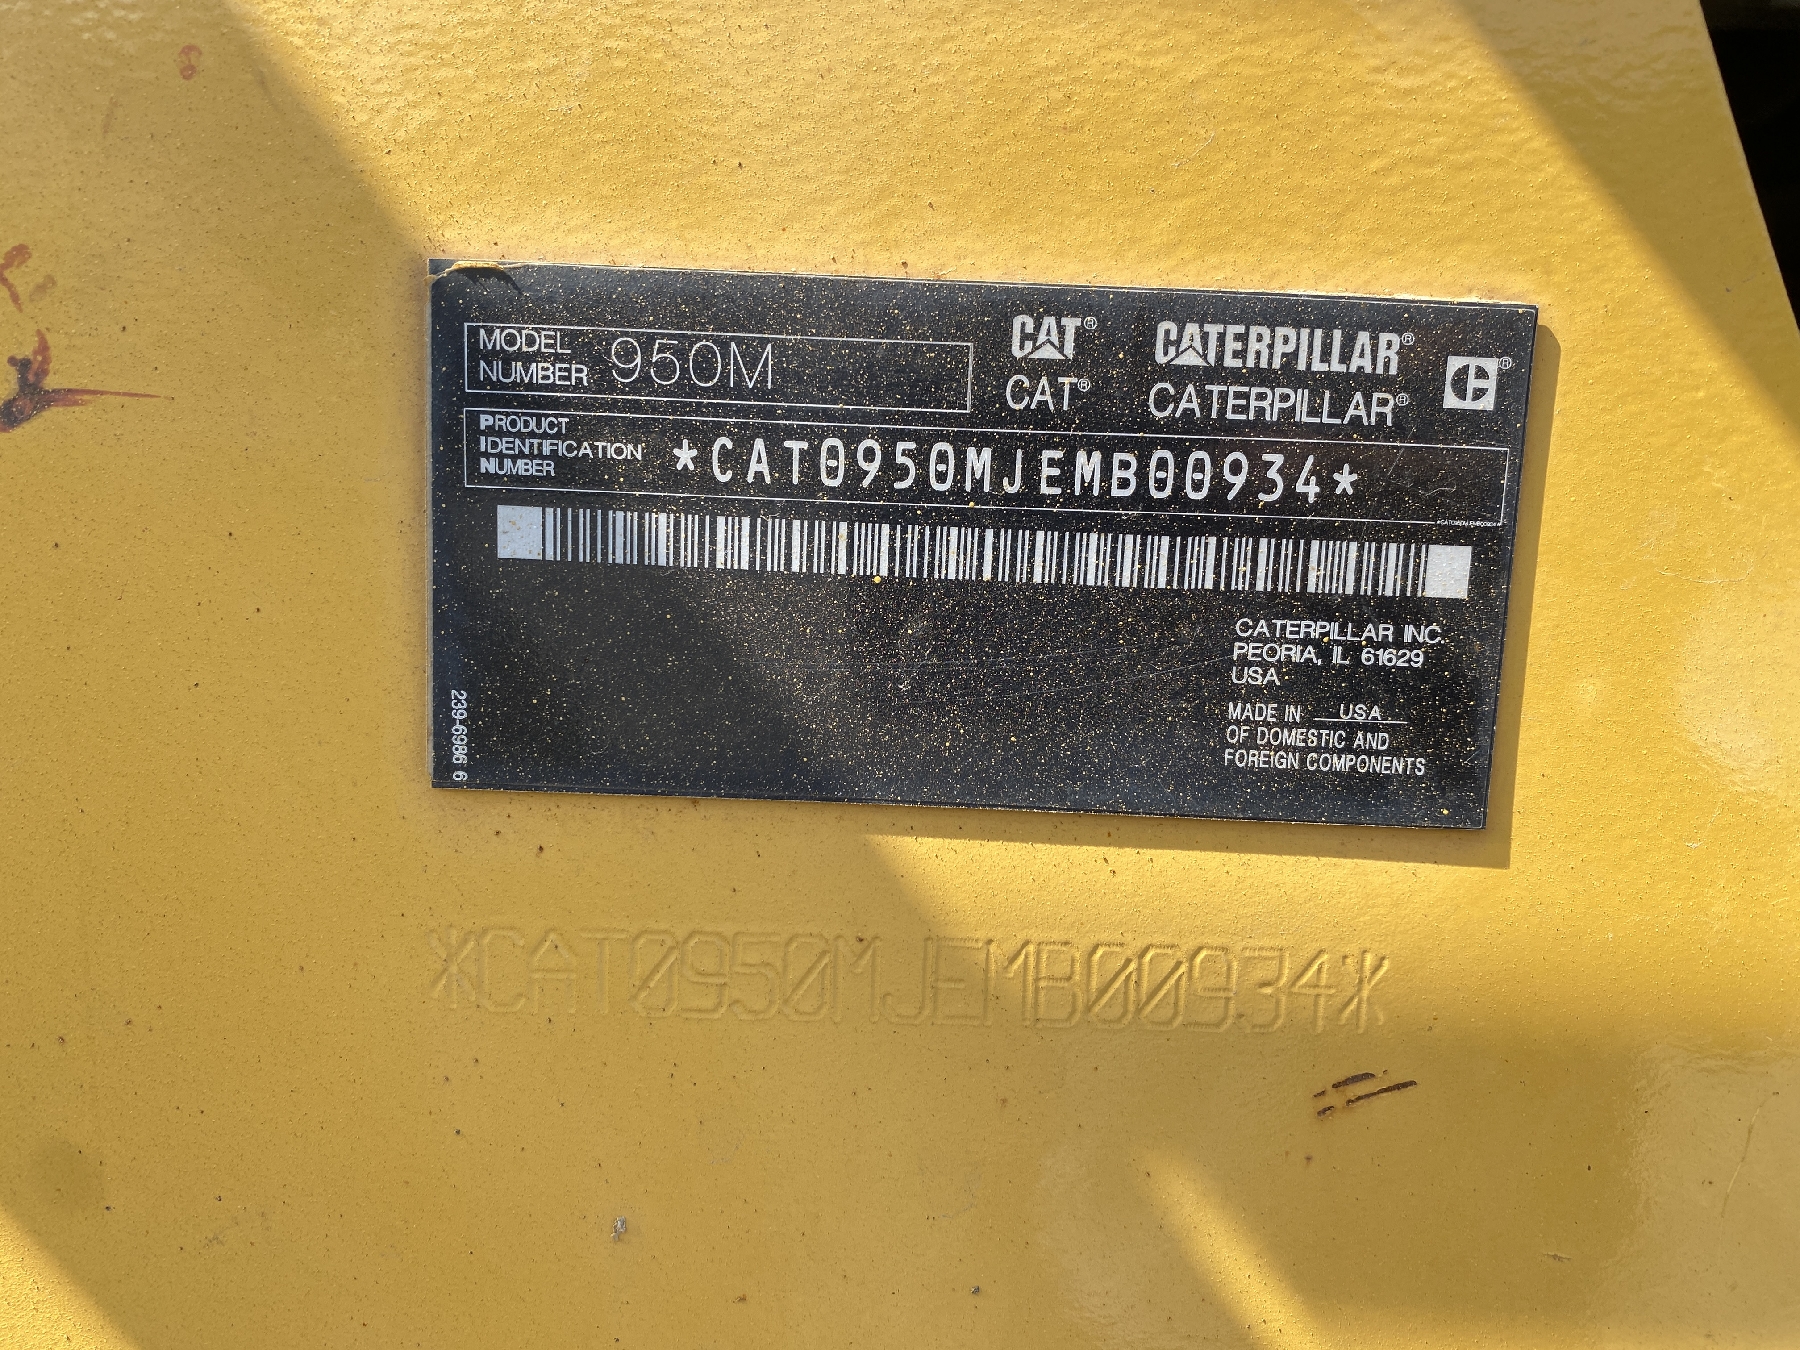 MODEL
NUMBER 950M
CAT® CATERPILLAR®
CAT® CATERPILLAR®
PRODUCT
IDENTIFICATION
NUMBER
*CAT0950MJEMB00934*
CATERPILLAR INC.
PEORIA, IL 61629
USA
MADE IN USA
OF DOMESTIC AND
FOREIGN COMPONENTS
239-6986 6
*CAT0950MJEMB00934*